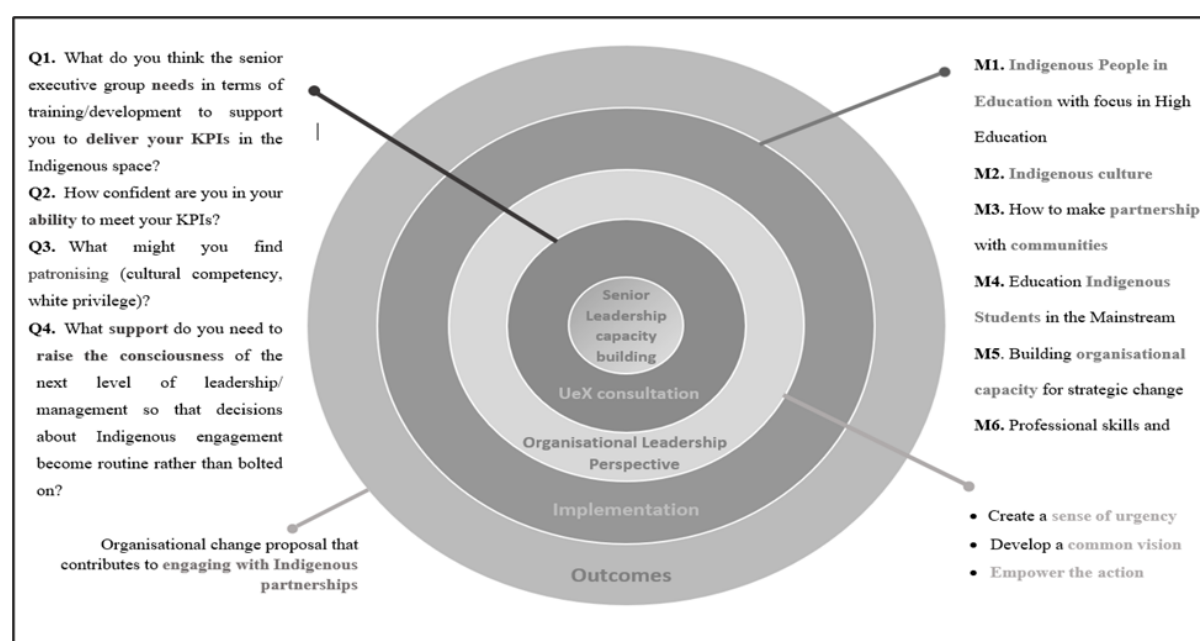 Q1. What do you think the senior
executive group needs in terms of
training/development to support
you to deliver your KPIs in the
Indigenous space?
Q2. How confident are you in your
ability to meet your KPIs?
Q3. What might you find
patronising (cultural competency,
white privilege)?
Q4. What support do you need to
raise the consciousness of the
next level of leadership/
management so that decisions
about Indigenous engagement
become routine rather than bolted
on?
Organisational change proposal that
contributes to engaging with Indigenous
partnerships
Senior
Leadership
capacity
building
UeX consultation
Organisational Leadership
Perspective
Implementation
Outcomes
M1. Indigenous People in
Education with focus in High
Education
M2. Indigenous culture
M3. How to make partnership
with communities
M4. Education Indigenous
Students in the Mainstream
M5. Building organisational
capacity for strategic change
M6. Professional skills and
• Create a sense of urgency
• Develop a common vision
• Empower the action